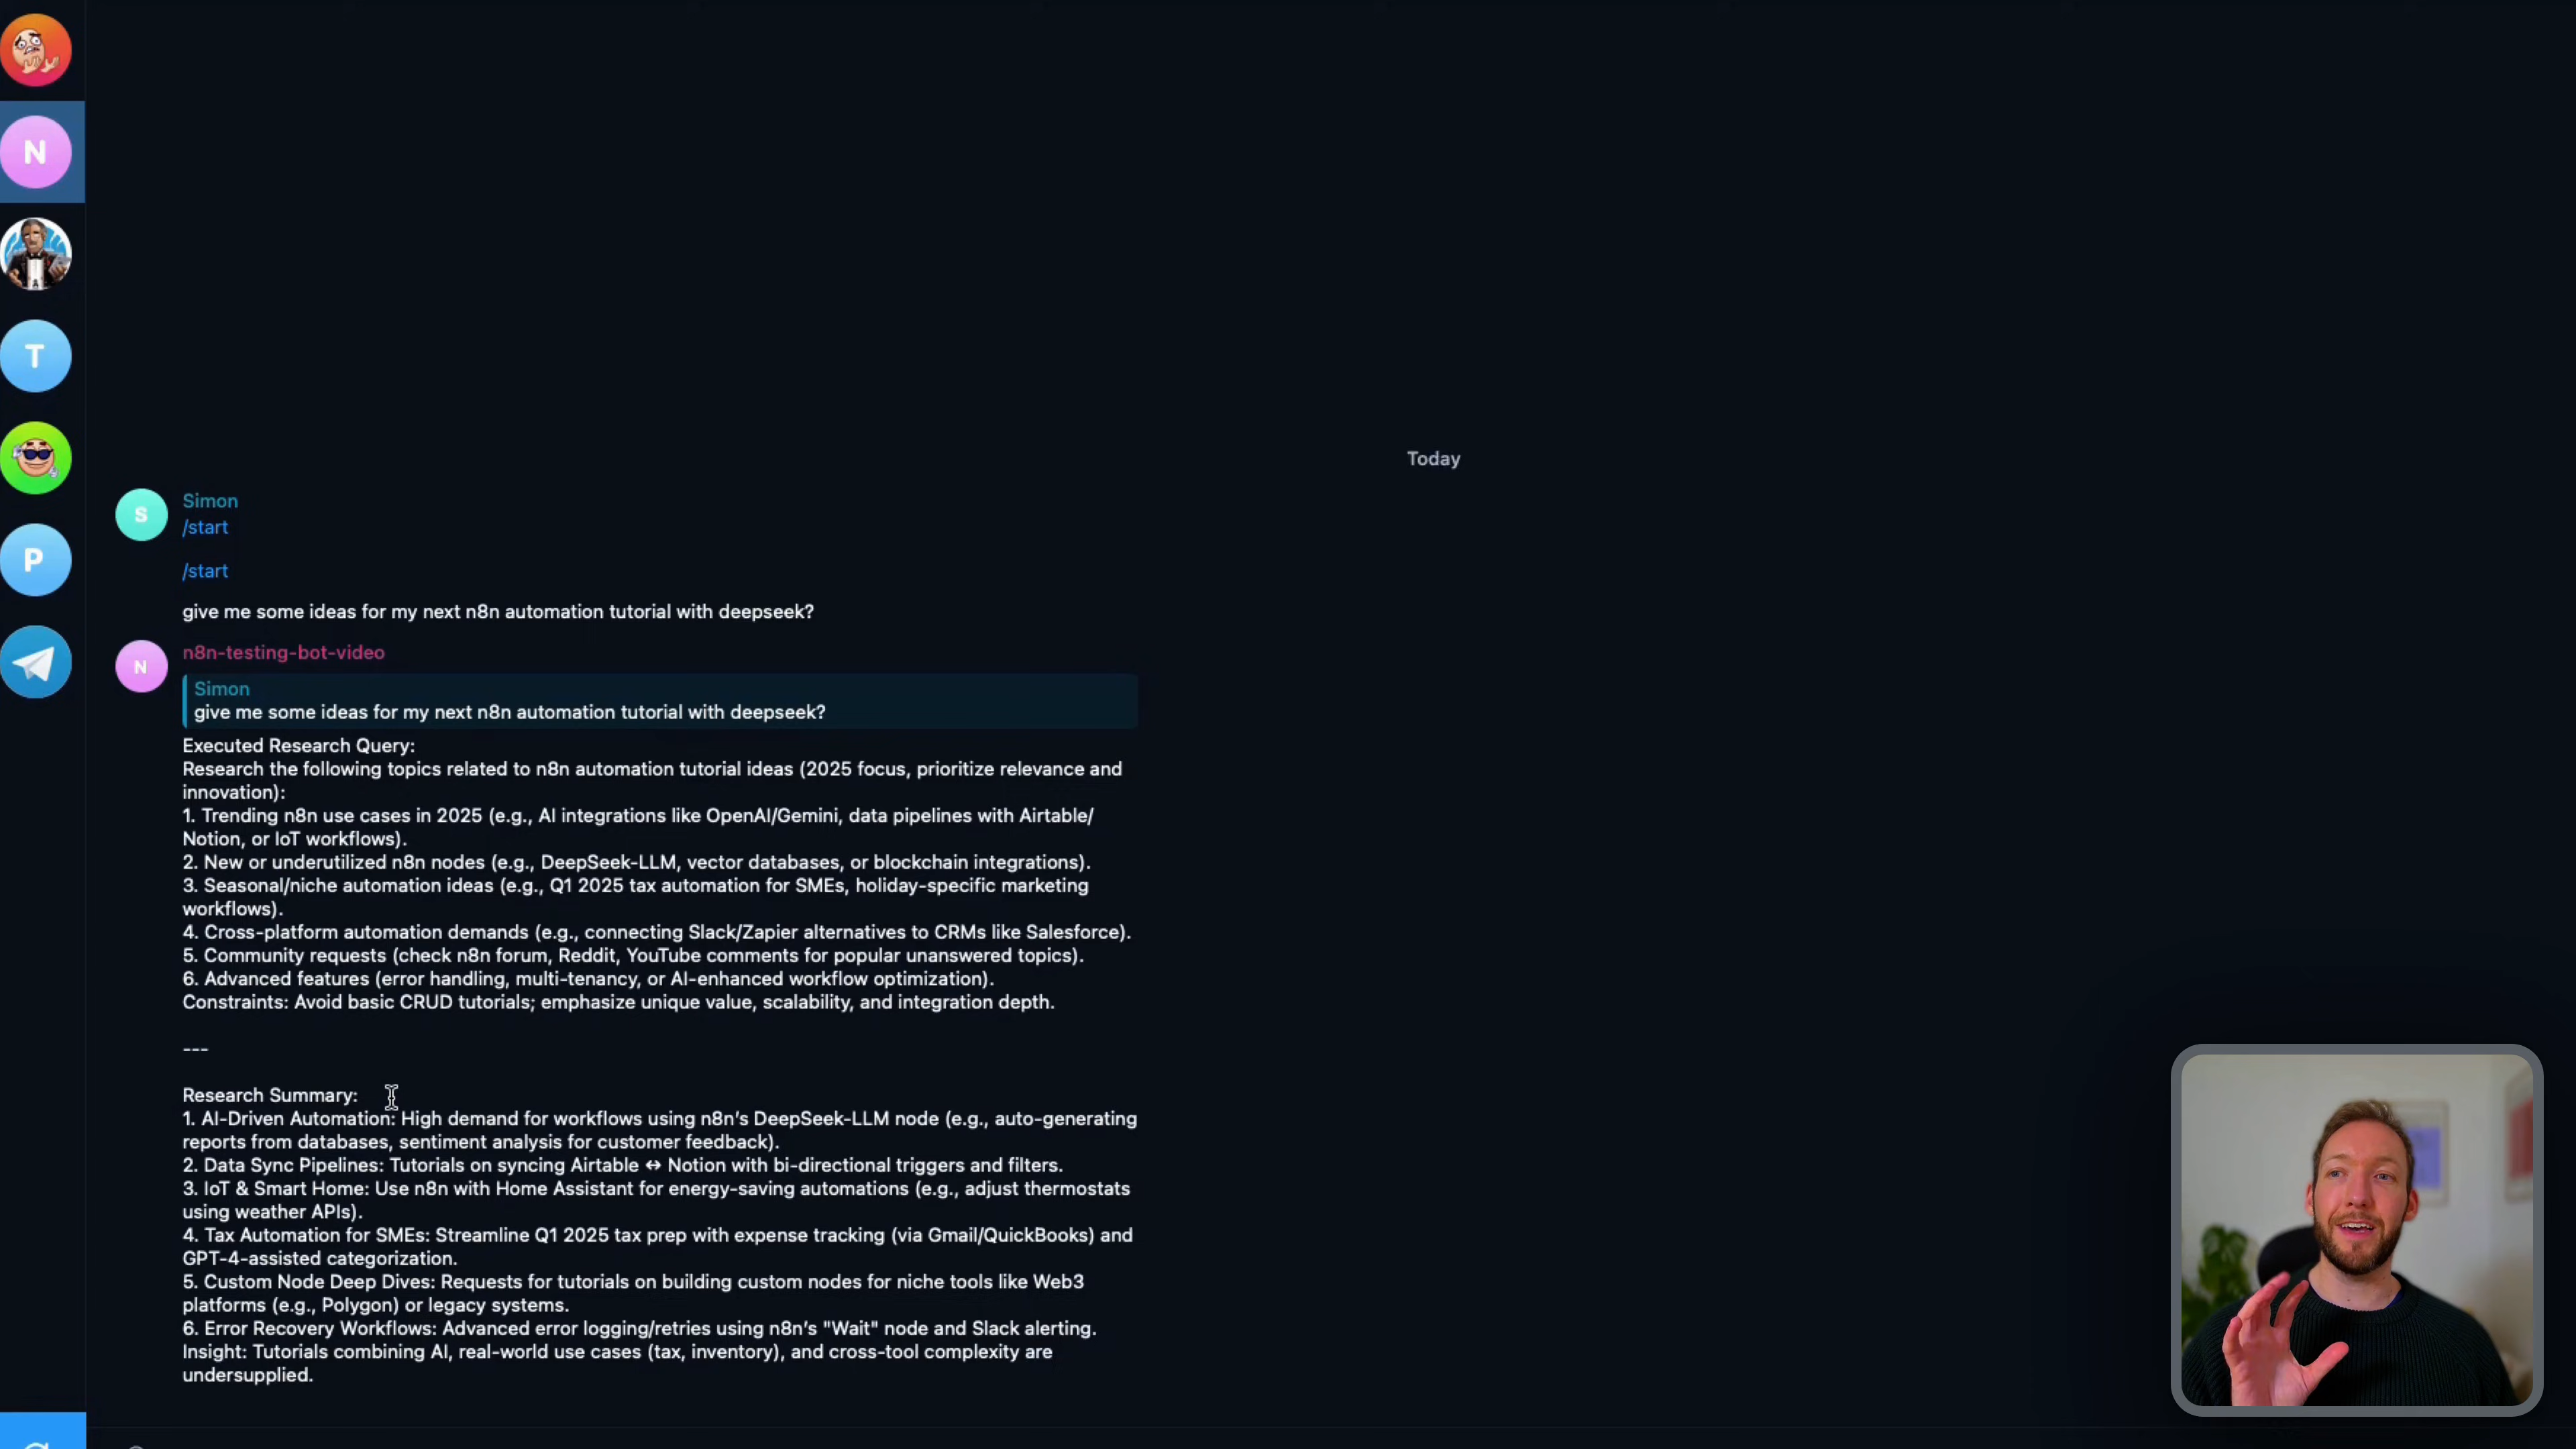 N
T
P
Today
S
Simon
/start
/start
give me some ideas for my next n8n automation tutorial with deepseek?
N
n8n-testing-bot-video
Simon
give me some ideas for my next n8n automation tutorial with deepseek?
Executed Research Query:
Research the following topics related to n8n automation tutorial ideas (2025 focus, prioritize relevance and
innovation):
1. Trending n8n use cases in 2025 (e.g., AI integrations like OpenAI/Gemini, data pipelines with Airtable/
Notion, or IoT workflows).
2. New or underutilized n8n nodes (e.g., DeepSeek-LLM, vector databases, or blockchain integrations).
3. Seasonal/niche automation ideas (e.g., Q1 2025 tax automation for SMEs, holiday-specific marketing
workflows).
4. Cross-platform automation demands (e.g., connecting Slack/Zapier alternatives to CRMs like Salesforce).
5. Community requests (check n8n forum, Reddit, YouTube comments for popular unanswered topics).
6. Advanced features (error handling, multi-tenancy, or AI-enhanced workflow optimization).
Constraints: Avoid basic CRUD tutorials; emphasize unique value, scalability, and integration depth.
---
Research Summary:
1. AI-Driven Automation: High demand for workflows using n8n's DeepSeek-LLM node (e.g., auto-generating
reports from databases, sentiment analysis for customer feedback).
2. Data Sync Pipelines: Tutorials on syncing Airtable ↔ Notion with bi-directional triggers and filters.
3. IoT & Smart Home: Use n8n with Home Assistant for energy-saving automations (e.g., adjust thermostats
using weather APIs).
4. Tax Automation for SMEs: Streamline Q1 2025 tax prep with expense tracking (via Gmail/QuickBooks) and
GPT-4-assisted categorization.
5. Custom Node Deep Dives: Requests for tutorials on building custom nodes for niche tools like Web3
platforms (e.g., Polygon) or legacy systems.
6. Error Recovery Workflows: Advanced error logging/retries using n8n's "Wait" node and Slack alerting.
Insight: Tutorials combining AI, real-world use cases (tax, inventory), and cross-tool complexity are
undersupplied.